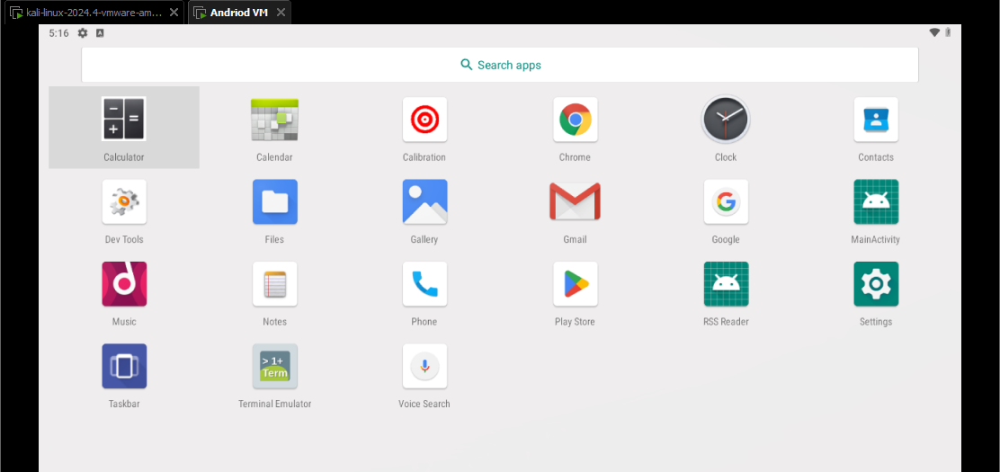 kali-linux-2024.4-vmware-am...
Andriod VM
5:16
Search apps
Calculator
Calendar
Calibration
Chrome
Clock
Contacts
Dev Tools
Files
Gallery
Gmail
Google
MainActivity
Music
Notes
Phone
Play Store
RSS Reader
Settings
> 1+
Term
Taskbar
Terminal Emulator
Voice Search